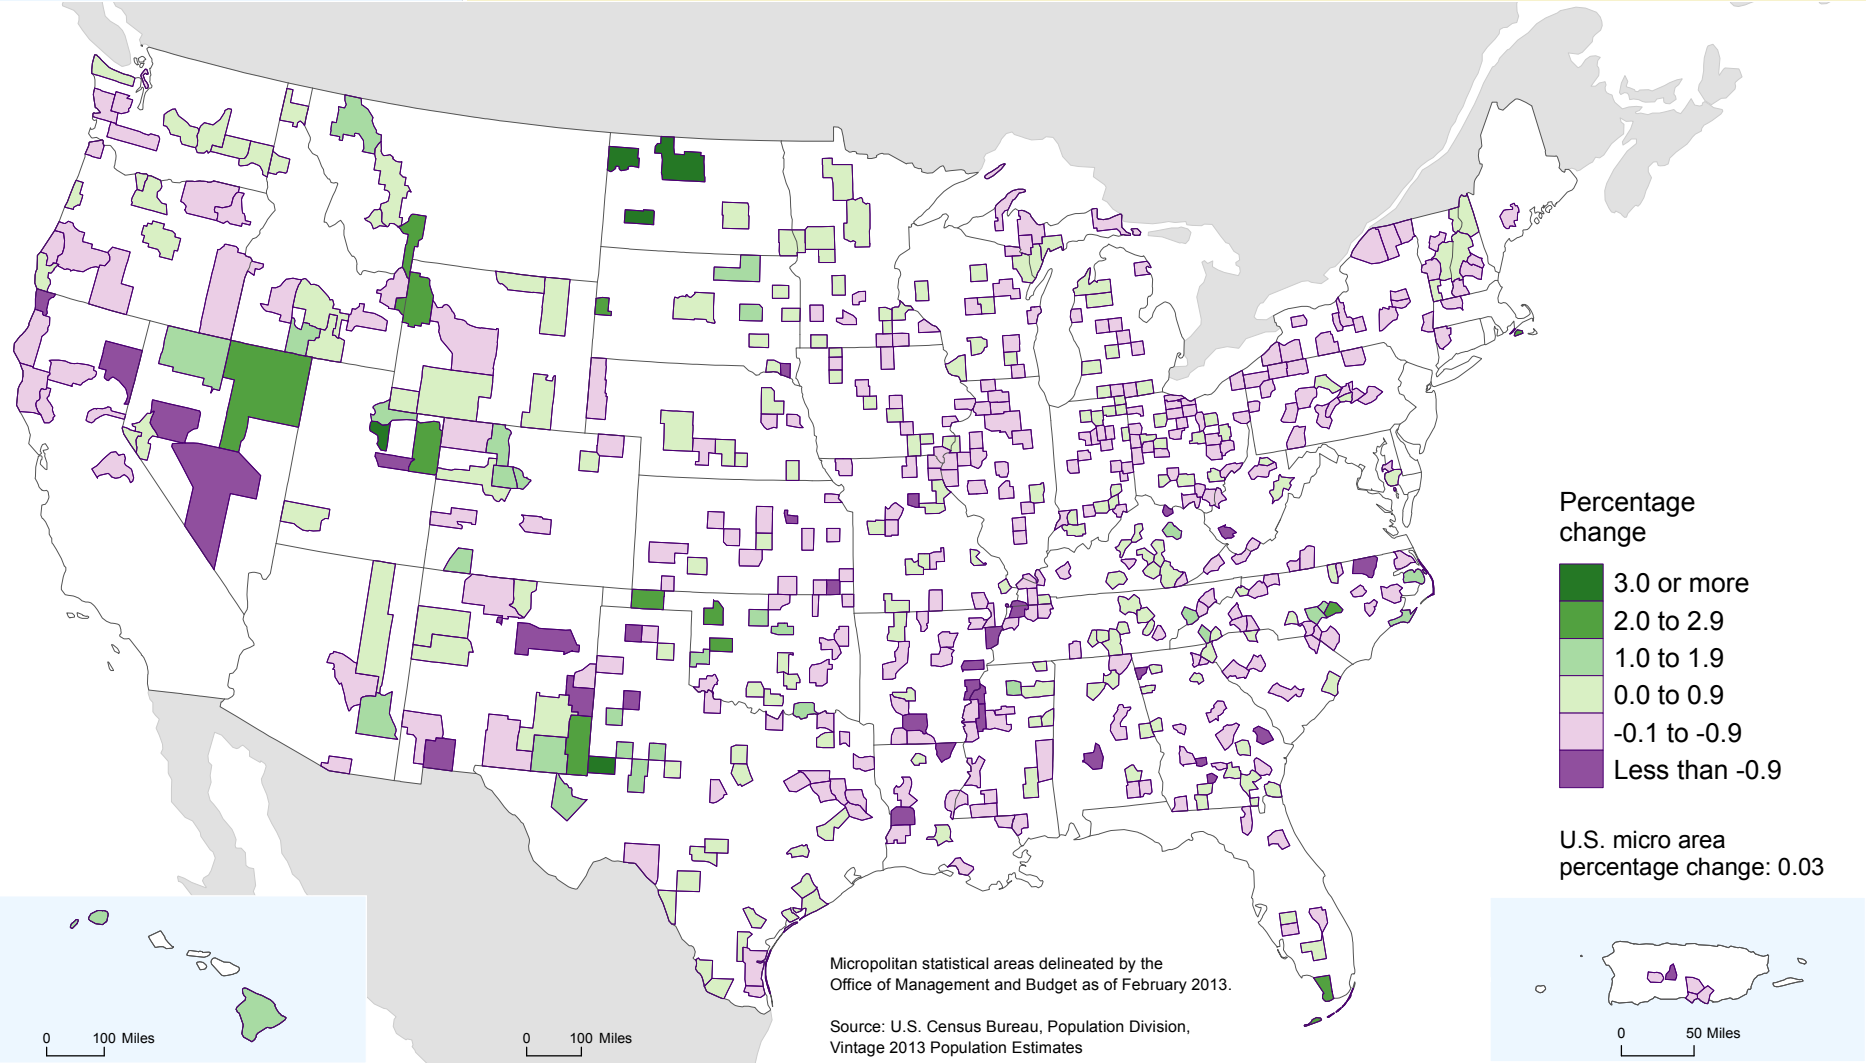 Percentage
change
3.0 or more
2.0 to 2.9
1.0 to 1.9
0.0 to 0.9
-0.1 to -0.9
Less than -0.9
U.S. micro area
percentage change: 0.03
Micropolitan statistical areas delineated by the
Office of Management and Budget as of February 2013.
Source: U.S. Census Bureau, Population Division,
Vintage 2013 Population Estimates
0 100 Miles
0 100 Miles
0 50 Miles